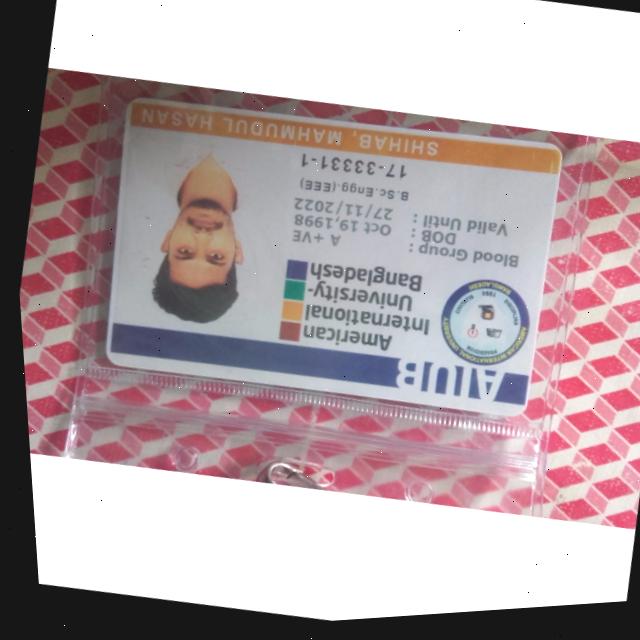 AIUB
American
International
University-
Bangladesh
Blood Group : A +VE
DOB : Oct 19,1998
Valid Until : 27/11/2022
B.Sc.Engg.(EEE)
17-33331-1
SHIHAB, MAHMUDUL HASAN